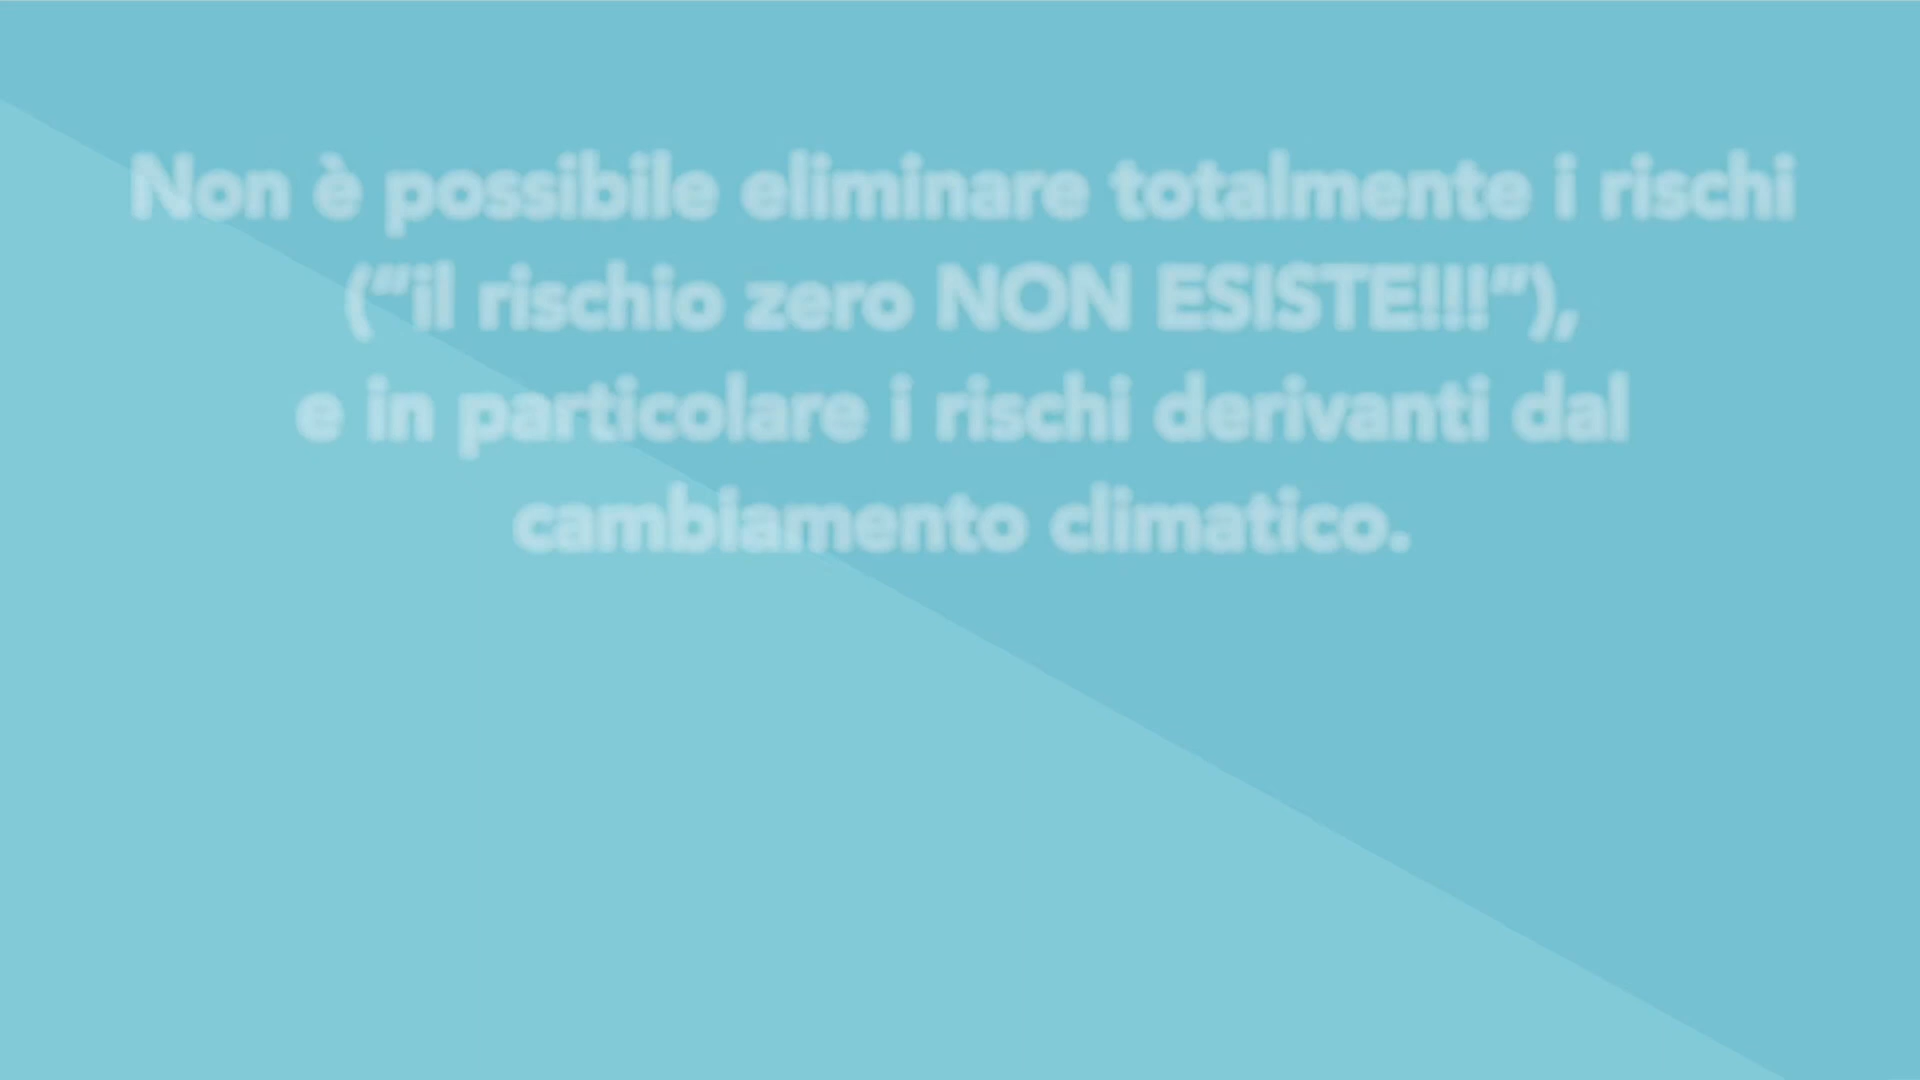 Non è possibile eliminare totalmente i rischi
(“il rischio zero NON ESISTE!!!“),
e in particolare i rischi derivanti dal
cambiamento climatico.